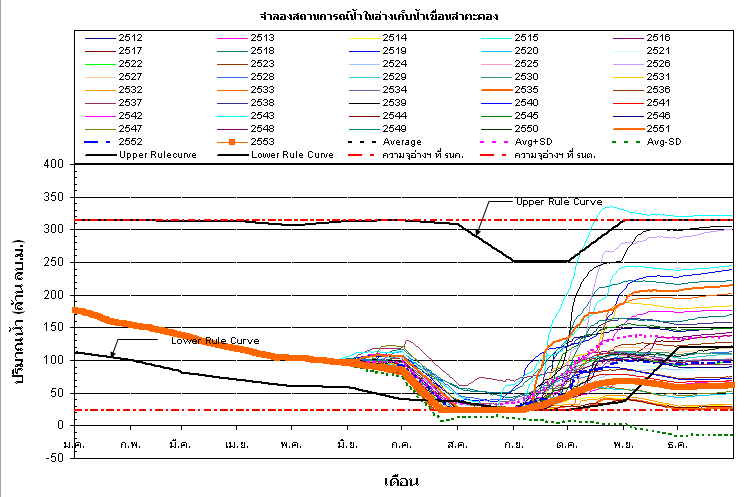 จำลองสถานการณ์น้ำในอ่างเก็บน้ำเขื่อนลำตะคอง
2512 2513 2514 2515 2516
2517 2518 2519 2520 2521
2522 2523 2524 2525 2526
2527 2528 2529 2530 2531
2532 2533 2534 2535 2536
2537 2538 2539 2540 2541
2542 2543 2544 2545 2546
2547 2548 2549 2550 2551
2552 2553 Average Avg+SD Avg-SD
Upper Rulecurve Lower Rule Curve ความจุอ่างฯ ที่ รนก. ความจุอ่างฯ ที่ รนต.
400
350
300
250
200
150
100
50
0
-50
Upper Rule Curve
Lower Rule Curve
ปริมาณน้ำ (ล้าน ลบ.ม.)
ม.ค. ก.พ. มี.ค. เม.ย. พ.ค. มิ.ย. ก.ค. ส.ค. ก.ย. ต.ค. พ.ย. ธ.ค.
เดือน